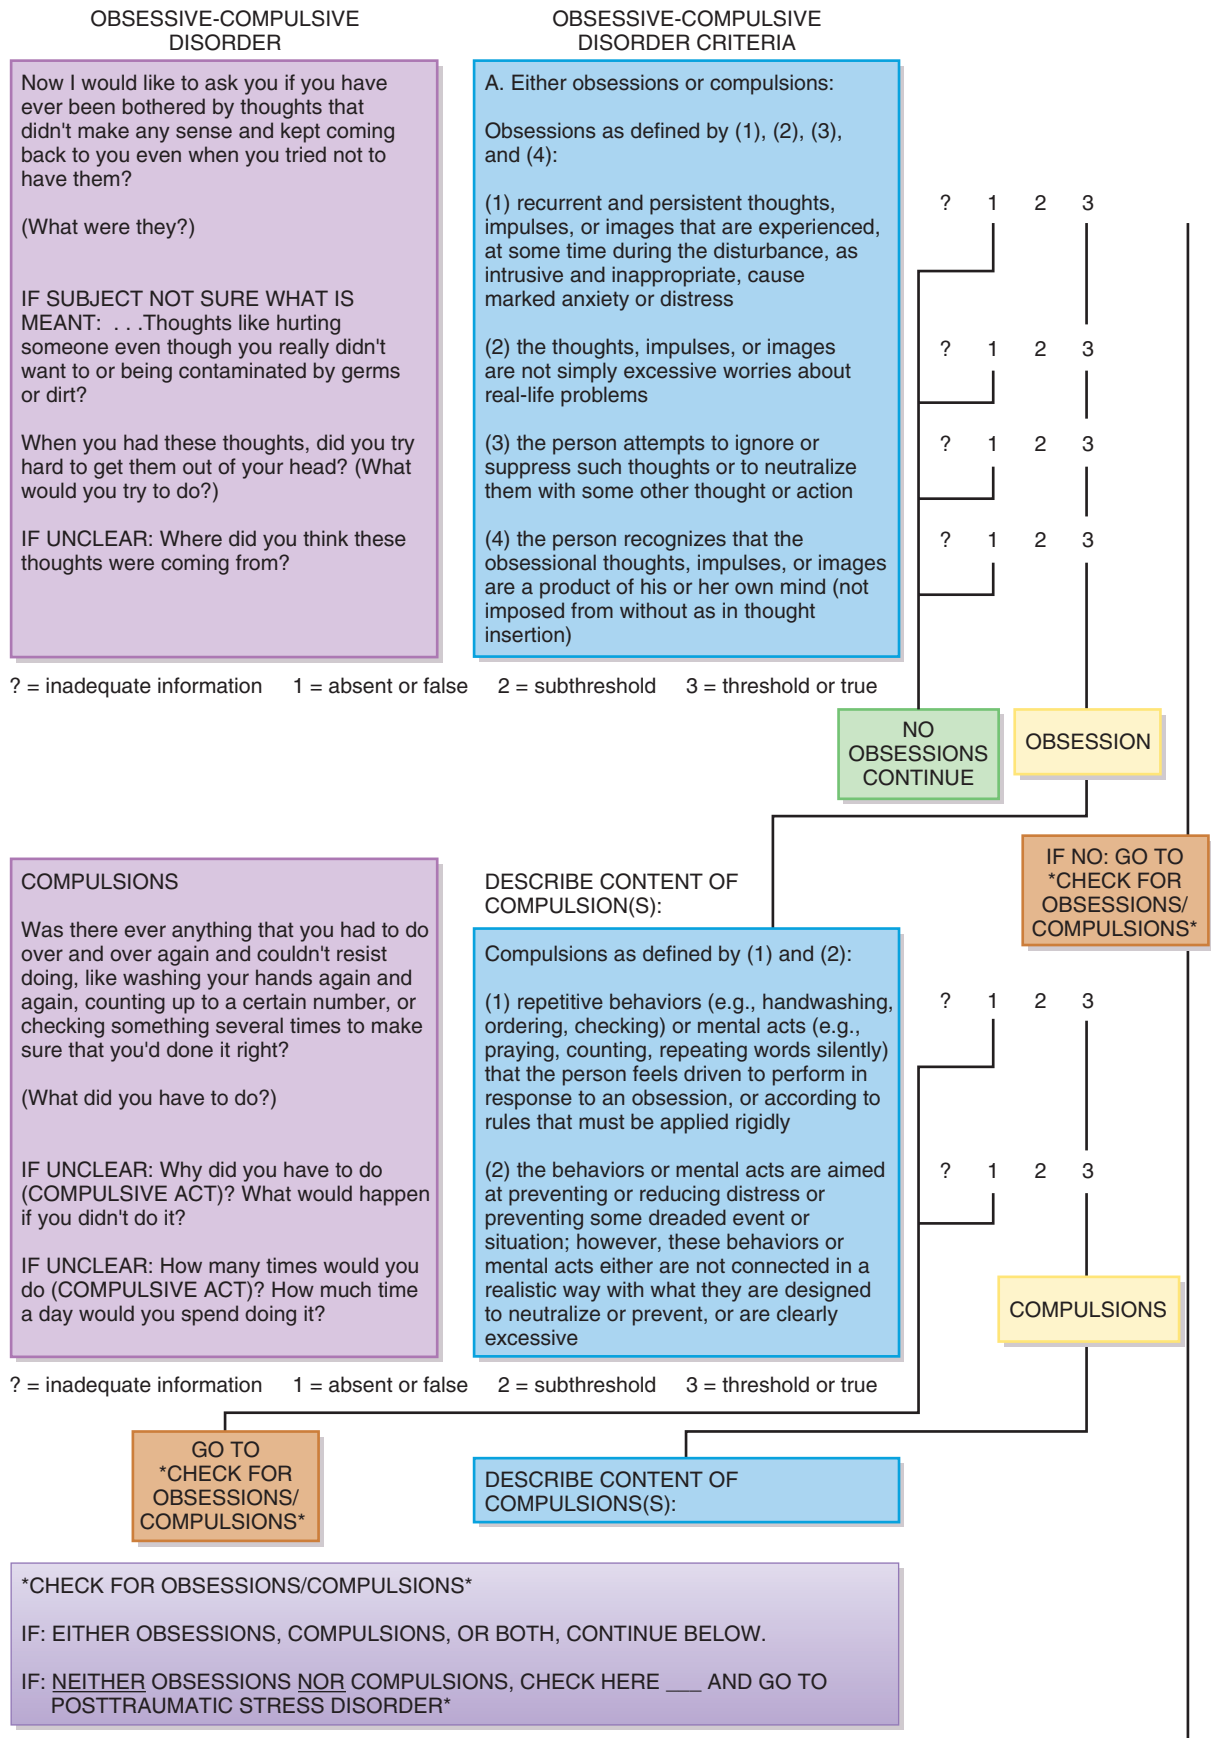 OBSESSIVE-COMPULSIVE
DISORDER
Now I would like to ask you if you have
ever been bothered by thoughts that
didn't make any sense and kept coming
back to you even when you tried not to
have them?
(What were they?)
IF SUBJECT NOT SURE WHAT IS
MEANT: . . .Thoughts like hurting
someone even though you really didn't
want to or being contaminated by germs
or dirt?
When you had these thoughts, did you try
hard to get them out of your head? (What
would you try to do?)
IF UNCLEAR: Where did you think these
thoughts were coming from?
OBSESSIVE-COMPULSIVE
DISORDER CRITERIA
A. Either obsessions or compulsions:
Obsessions as defined by (1), (2), (3),
and (4):
(1) recurrent and persistent thoughts,
impulses, or images that are experienced,
at some time during the disturbance, as
intrusive and inappropriate, cause
marked anxiety or distress
? 1 2 3
(2) the thoughts, impulses, or images
are not simply excessive worries about
real-life problems
? 1 2 3
(3) the person attempts to ignore or
suppress such thoughts or to neutralize
them with some other thought or action
? 1 2 3
(4) the person recognizes that the
obsessional thoughts, impulses, or images
are a product of his or her own mind (not
imposed from without as in thought
insertion)
? 1 2 3
? = inadequate information 1 = absent or false 2 = subthreshold 3 = threshold or true
NO
OBSESSIONS
CONTINUE
OBSESSION
IF NO: GO TO
*CHECK FOR
OBSESSIONS/
COMPULSIONS*
COMPULSIONS
Was there ever anything that you had to do
over and over again and couldn't resist
doing, like washing your hands again and
again, counting up to a certain number, or
checking something several times to make
sure that you'd done it right?
(What did you have to do?)
IF UNCLEAR: Why did you have to do
(COMPULSIVE ACT)? What would happen
if you didn't do it?
IF UNCLEAR: How many times would you
do (COMPULSIVE ACT)? How much time
a day would you spend doing it?
DESCRIBE CONTENT OF
COMPULSION(S):
Compulsions as defined by (1) and (2):
(1) repetitive behaviors (e.g., handwashing,
ordering, checking) or mental acts (e.g.,
praying, counting, repeating words silently)
that the person feels driven to perform in
response to an obsession, or according to
rules that must be applied rigidly
? 1 2 3
(2) the behaviors or mental acts are aimed
at preventing or reducing distress or
preventing some dreaded event or
situation; however, these behaviors or
mental acts either are not connected in a
realistic way with what they are designed
to neutralize or prevent, or are clearly
excessive
? 1 2 3
COMPULSIONS
? = inadequate information 1 = absent or false 2 = subthreshold 3 = threshold or true
GO TO
*CHECK FOR
OBSESSIONS/
COMPULSIONS*
DESCRIBE CONTENT OF
COMPULSIONS(S):
*CHECK FOR OBSESSIONS/COMPULSIONS*
IF: EITHER OBSESSIONS, COMPULSIONS, OR BOTH, CONTINUE BELOW.
IF: NEITHER OBSESSIONS NOR COMPULSIONS, CHECK HERE ___ AND GO TO
POSTTRAUMATIC STRESS DISORDER*